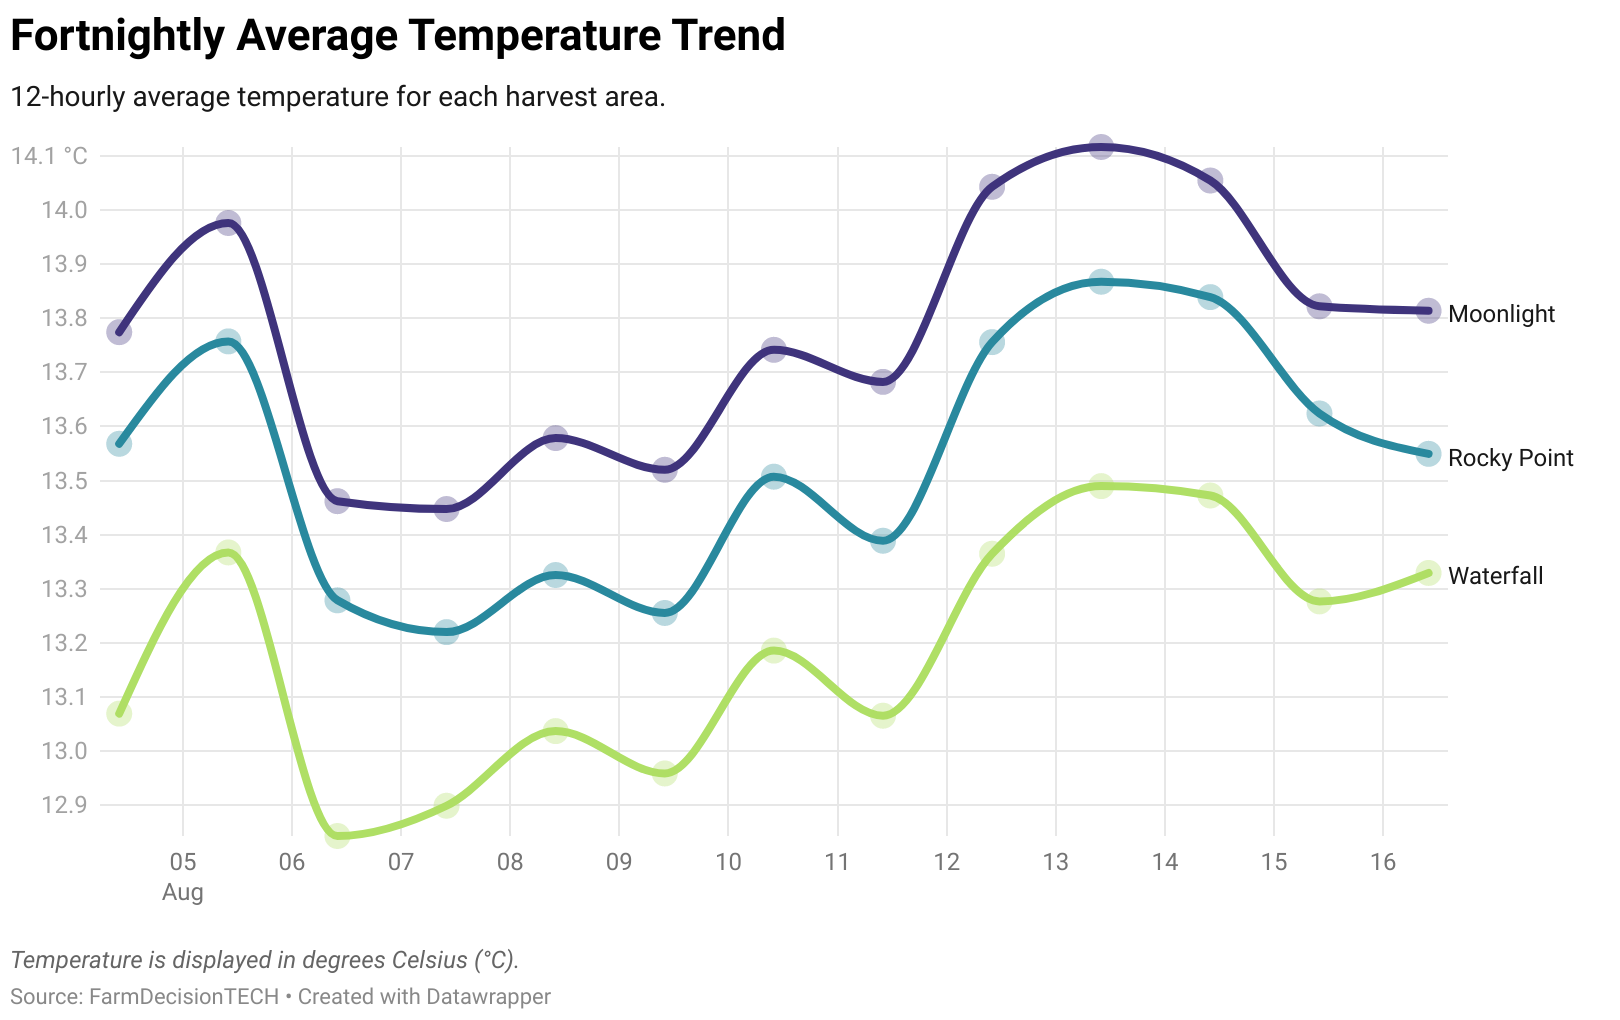 Fortnightly Average Temperature Trend
12-hourly average temperature for each harvest area.
14.1 °C
14.0
13.9
13.8
13.7
13.6
13.5
13.4
13.3
13.2
13.1
13.0
12.9
Moonlight
Rocky Point
Waterfall
05 06 07 08 09 10 11 12 13 14 15 16
Aug
Temperature is displayed in degrees Celsius (°C).
Source: FarmDecisionTECH • Created with Datawrapper